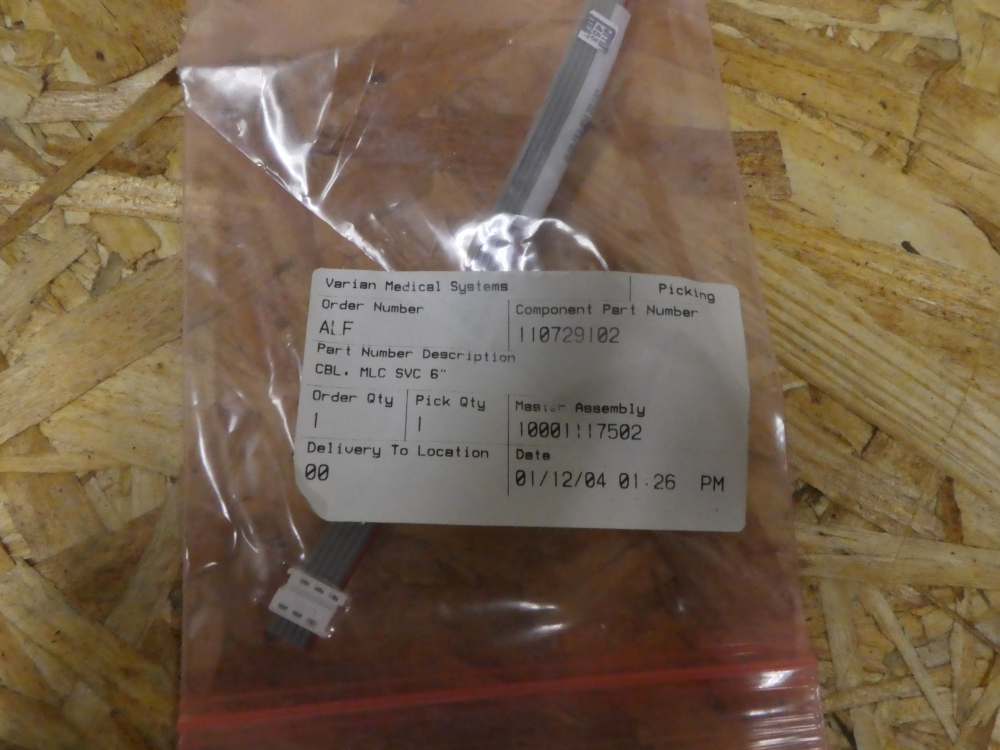 Varian Medical Systems
Picking
Order Number
Component Part Number
ALF
110729102
Part Number Description
CBL, MLC SVC 6"
Order Qty
Pick Qty
Master Assembly
1
1
Delivery To Location
Date
00
01/12/04 01:26 PM